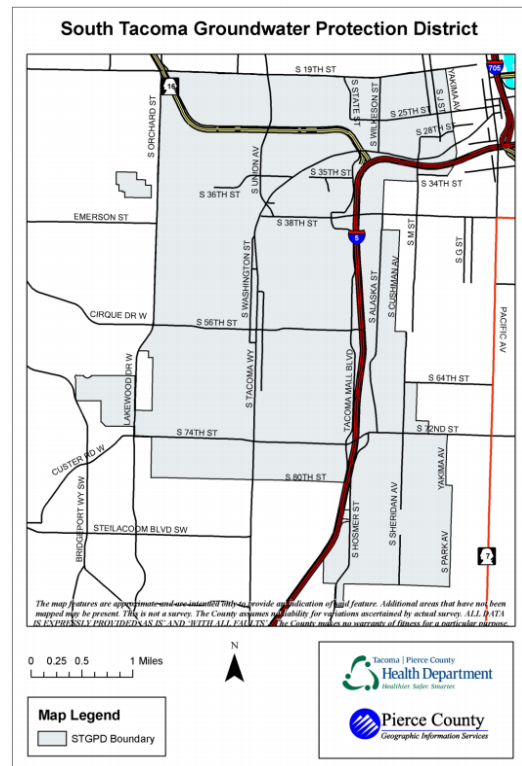 South Tacoma Groundwater Protection District
705
16
S 19TH ST
S STATE ST
S WILKESON ST
YAKIMA AV
S J ST
S 25TH ST
S 28TH ST
S ORCHARD ST
S UNION AV
S 35TH ST
S 36TH ST
S 34TH ST
EMERSON ST
S 38TH ST
5
S M ST
S G ST
S WASHINGTON ST
S ALASKA ST
S CUSHMAN AV
PACIFIC AV
CIRQUE DR W
S 56TH ST
S TACOMA WY
TACOMA MALL BLVD
LAKEWOOD DR W
S 64TH ST
S 74TH ST
S 72ND ST
CUSTER RD W
S 80TH ST
YAKIMA AV
BRIDGEPORT WY SW
STEILACOOM BLVD SW
S HOSMER ST
S SHERIDAN AV
S PARK AV
7
The map features are approximate and are intended only to provide an indication of said feature. Additional areas that have not been
mapped may be present. This is not a survey. The County assumes no liability for variations ascertained by actual survey. ALL DATA
IS EXPRESSLY PROVIDED 'AS IS' AND 'WITH ALL FAULTS'. The County makes no warranty of fitness for a particular purpose.
N
0 0.25 0.5 1 Miles
Map Legend
STGPD Boundary
Tacoma | Pierce County
Health Department
Healthier. Safer. Smarter.
Pierce County
Geographic Information Services